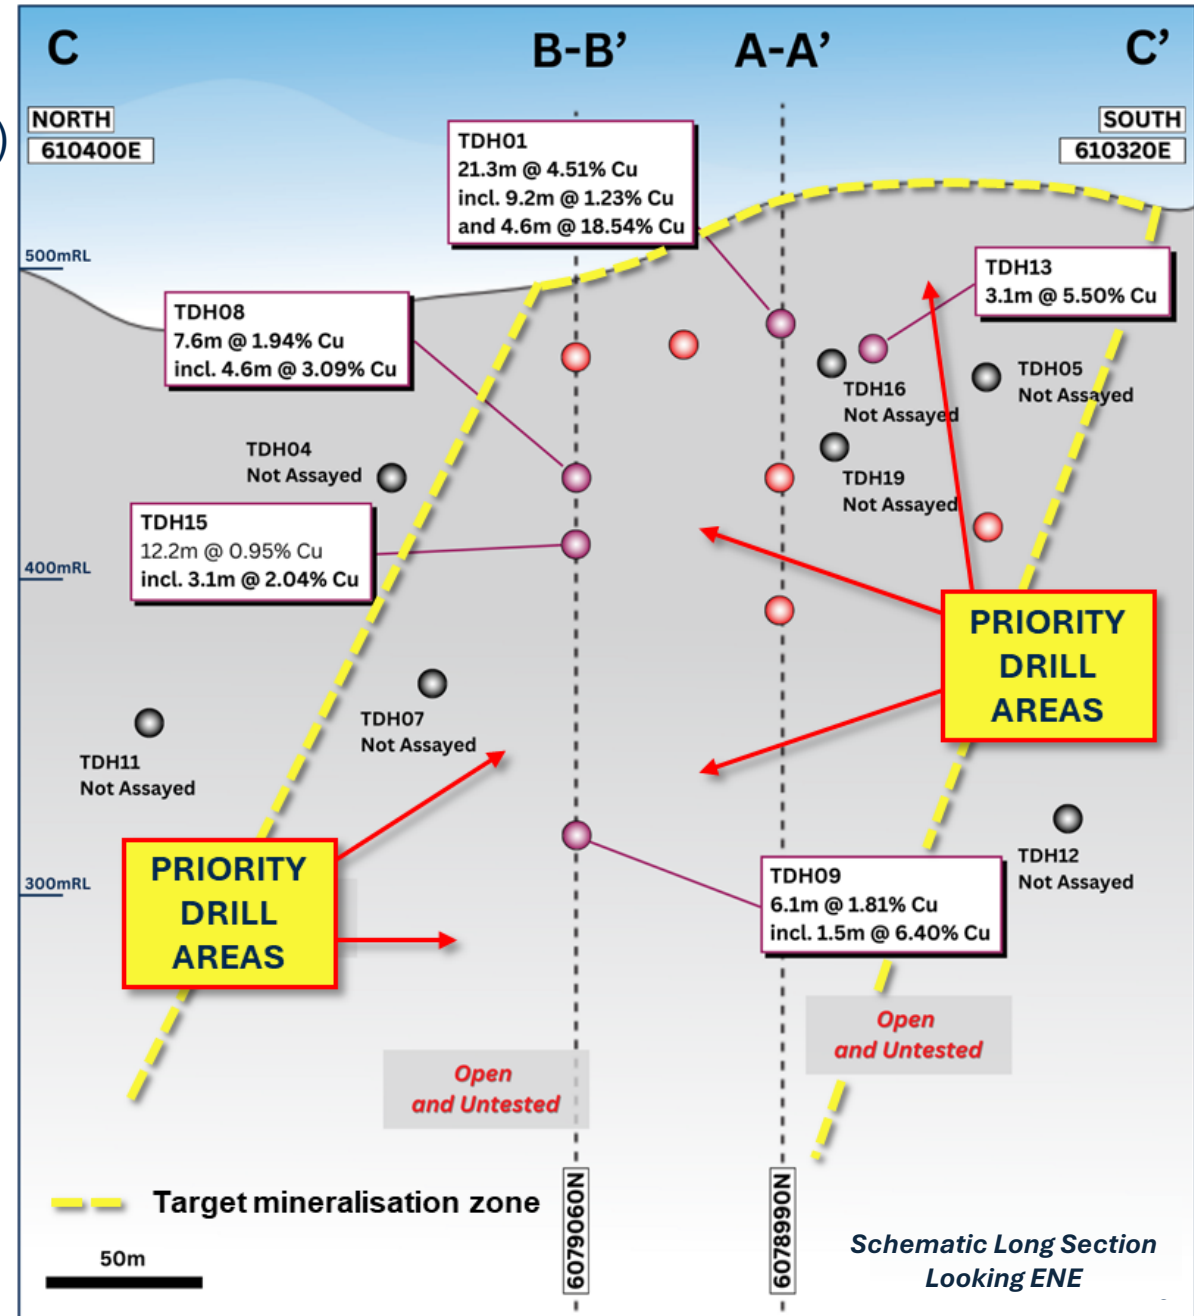 C
B-B’
A-A’
C’
)
NORTH
610400E
SOUTH
610320E
TDH01
21.3m @ 4.51% Cu
incl. 9.2m @ 1.23% Cu
and 4.6m @ 18.54% Cu
500mRL
TDH13
3.1m @ 5.50% Cu
TDH08
7.6m @ 1.94% Cu
incl. 4.6m @ 3.09% Cu
TDH05
Not Assayed
TDH16
Not Assayed
TDH04
Not Assayed
TDH19
Not Assayed
TDH15
12.2m @ 0.95% Cu
incl. 3.1m @ 2.04% Cu
400mRL
PRIORITY
DRILL
AREAS
TDH07
Not Assayed
TDH11
Not Assayed
TDH12
Not Assayed
PRIORITY
DRILL
AREAS
300mRL
TDH09
6.1m @ 1.81% Cu
incl. 1.5m @ 6.40% Cu
Open
and Untested
Open
and Untested
6079060N
6078990N
Target mineralisation zone
50m
Schematic Long Section
Looking ENE